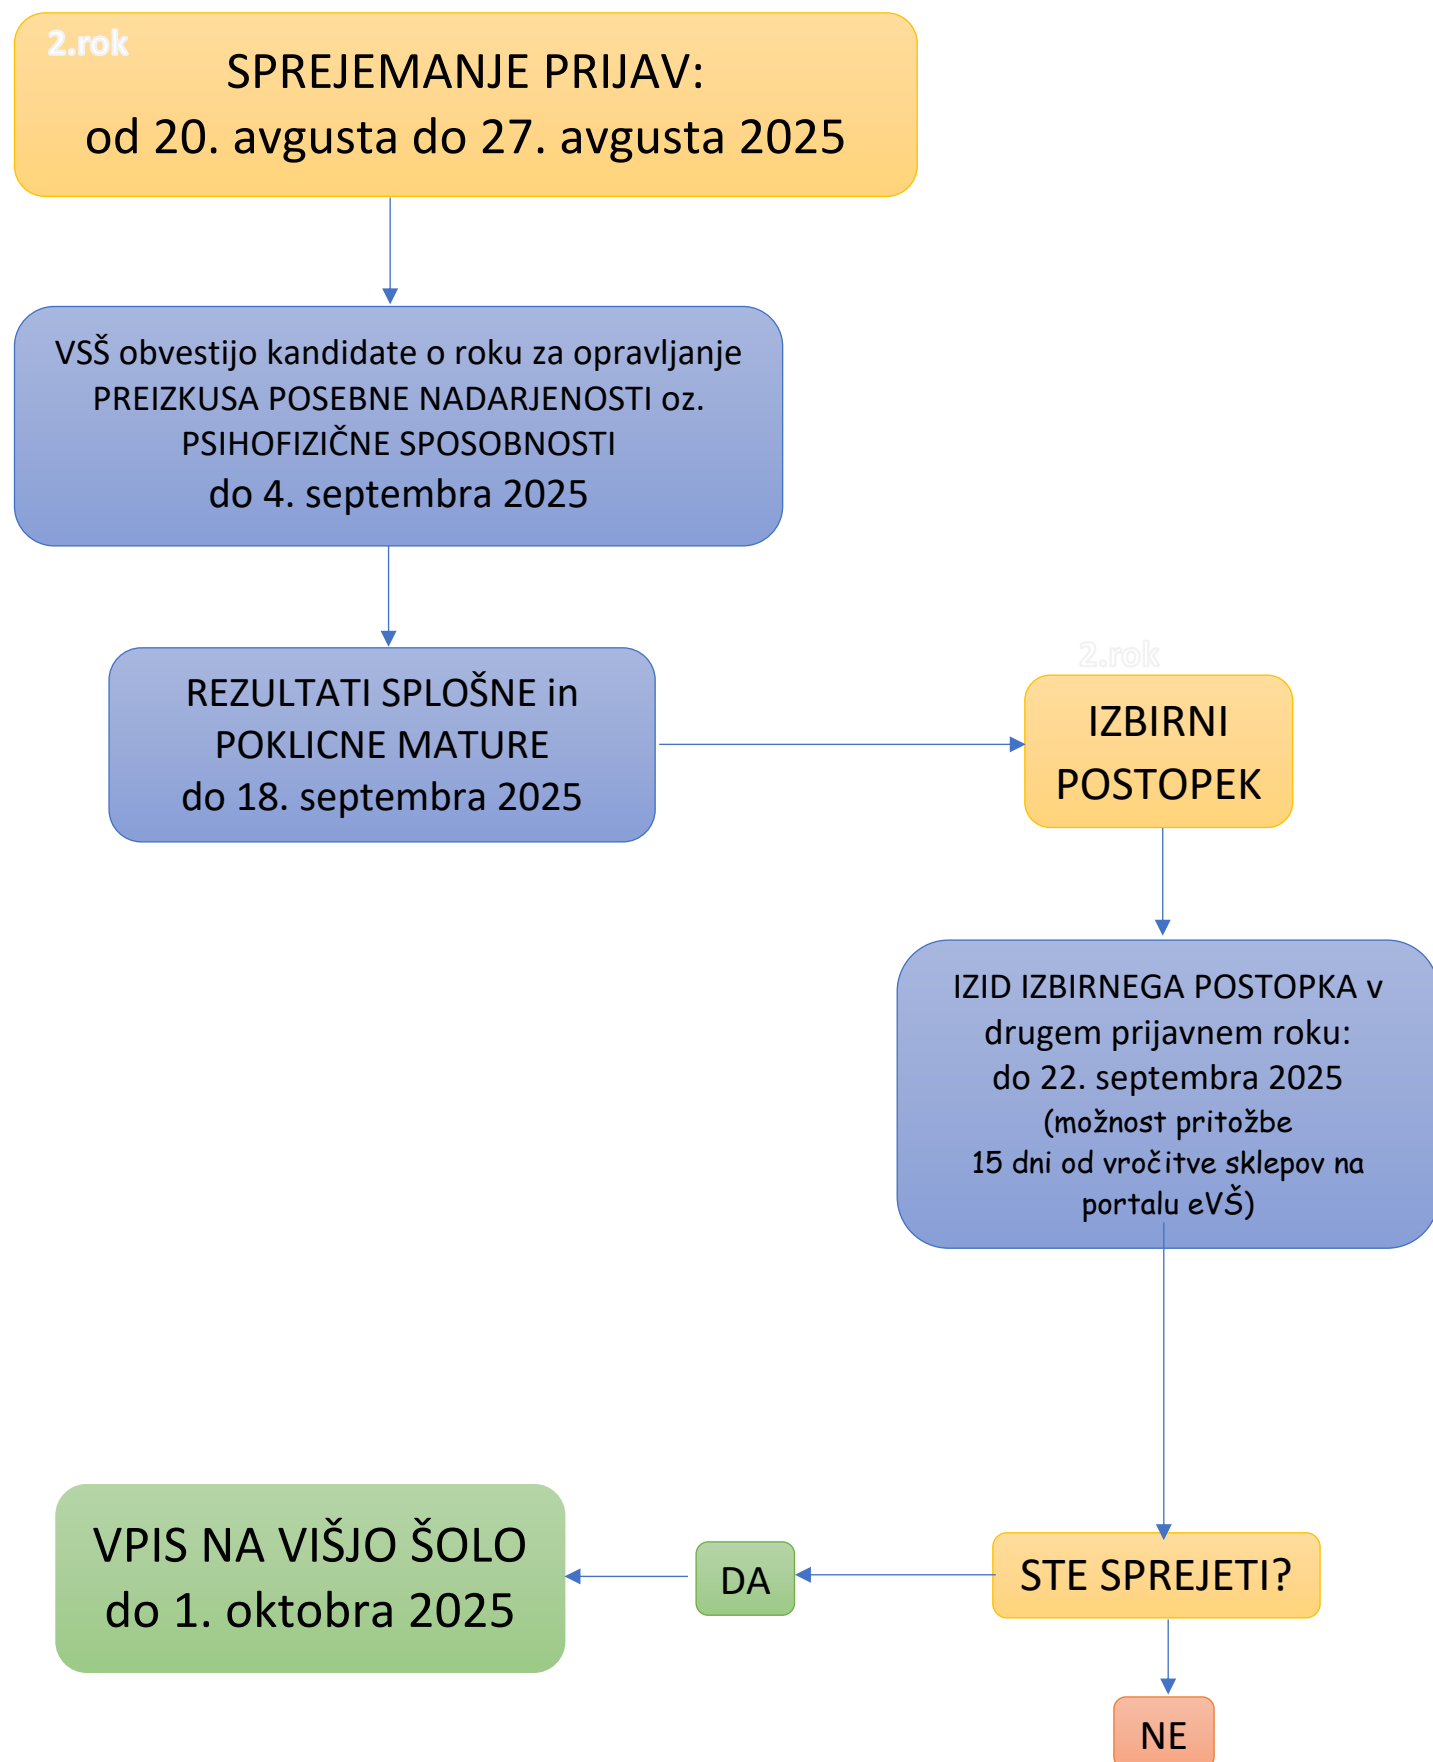 2.rok
SPREJEMANJE PRIJAV:
od 20. avgusta do 27. avgusta 2025
VSŠ obvestijo kandidate o roku za opravljanje
PREIZKUSA POSEBNE NADARJENOSTI oz.
PSIHOFIZIČNE SPOSOBNOSTI
do 4. septembra 2025
REZULTATI SPLOŠNE in
POKLICNE MATURE
do 18. septembra 2025
2.rok
IZBIRNI
POSTOPEK
IZID IZBIRNEGA POSTOPKA v
drugem prijavnem roku:
do 22. septembra 2025
(možnost pritožbe
15 dni od vročitve sklepov na
portalu eVŠ)
STE SPREJETI?
DA
VPIS NA VIŠJO ŠOLO
do 1. oktobra 2025
NE